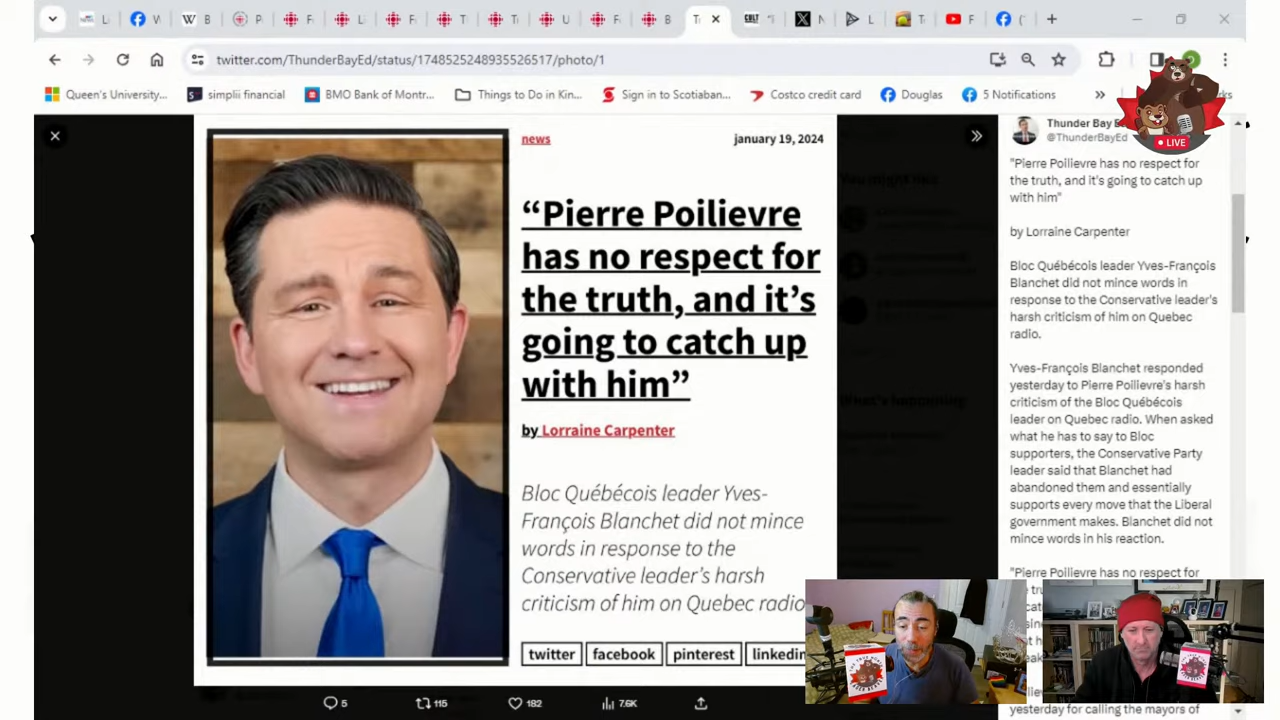 twitter.com/ThunderBayEd/status/1748525248935526517/photo/1
Queen's University... simplii financial BMO Bank of Montr... Things to Do in Kin... Sign in to Scotiaban... Costco credit card Douglas 5 Notifications
LIVE
news
january 19, 2024
“Pierre Poilievre
has no respect for
the truth, and it’s
going to catch up
with him”
by Lorraine Carpenter
Bloc Québécois leader Yves-
François Blanchet did not mince
words in response to the
Conservative leader’s harsh
criticism of him on Quebec radio
twitter facebook pinterest linkedin
5 115 182 7.6K
Thunder Bay
@ThunderBayEd
"Pierre Poilievre has no respect for
the truth, and it's going to catch up
with him"
by Lorraine Carpenter
Bloc Québécois leader Yves-François
Blanchet did not mince words in
response to the Conservative leader's
harsh criticism of him on Quebec
radio.
Yves-François Blanchet responded
yesterday to Pierre Poilievre's harsh
criticism of the Bloc Québécois
leader on Quebec radio. When asked
what he has to say to Bloc
supporters, the Conservative Party
leader said that Blanchet had
abandoned them and essentially
supports every move that the Liberal
government makes. Blanchet did not
mince words in his reaction.
"Pierre Poilievre has no respect for
yesterday for calling the mayors of